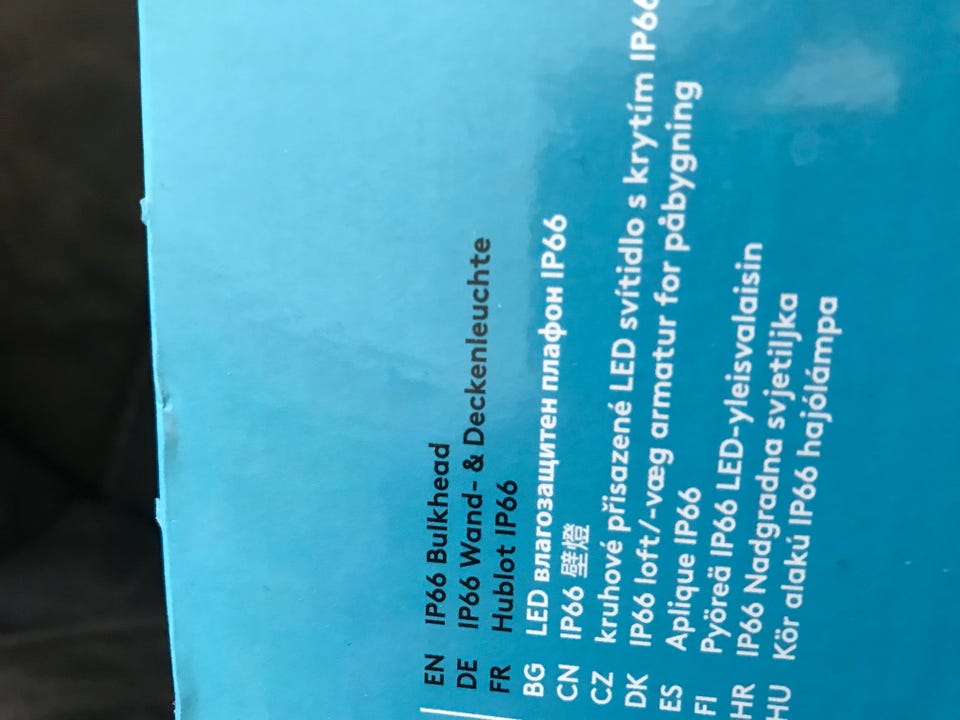 EN IP66 Bulkhead
DE IP66 Wand- & Deckenleuchte
FR Hublot IP66
BG LED влагозащитен плафон IP66
CN IP66 壁燈
CZ kruhové přisazené LED svítidlo s krytím IP66
DK IP66 loft/-væg armatur for påbygning
ES Aplique IP66
FI Pyöreä IP66 LED-yleisvalaisin
HR IP66 Nadgradna svjetiljka
HU Kör alakú IP66 hajólámpa